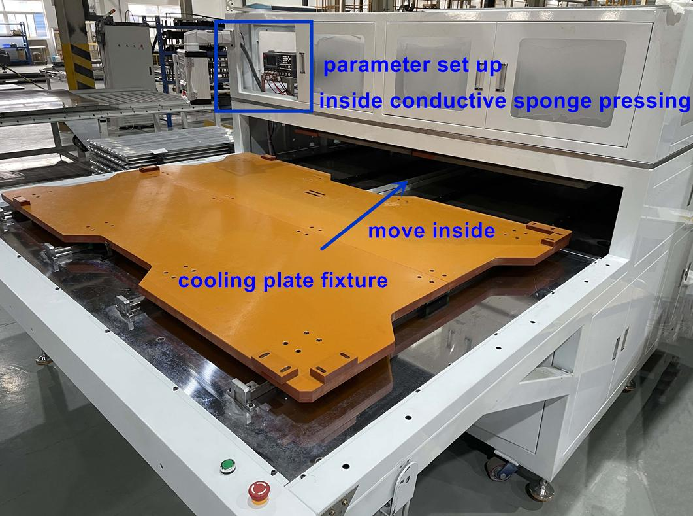 parameter set up
inside conductive sponge pressing
move inside
cooling plate fixture